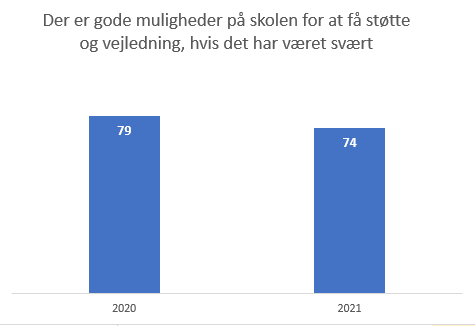 Der er gode muligheder på skolen for at få støtte
og vejledning, hvis det har været svært
79
74
2020
2021